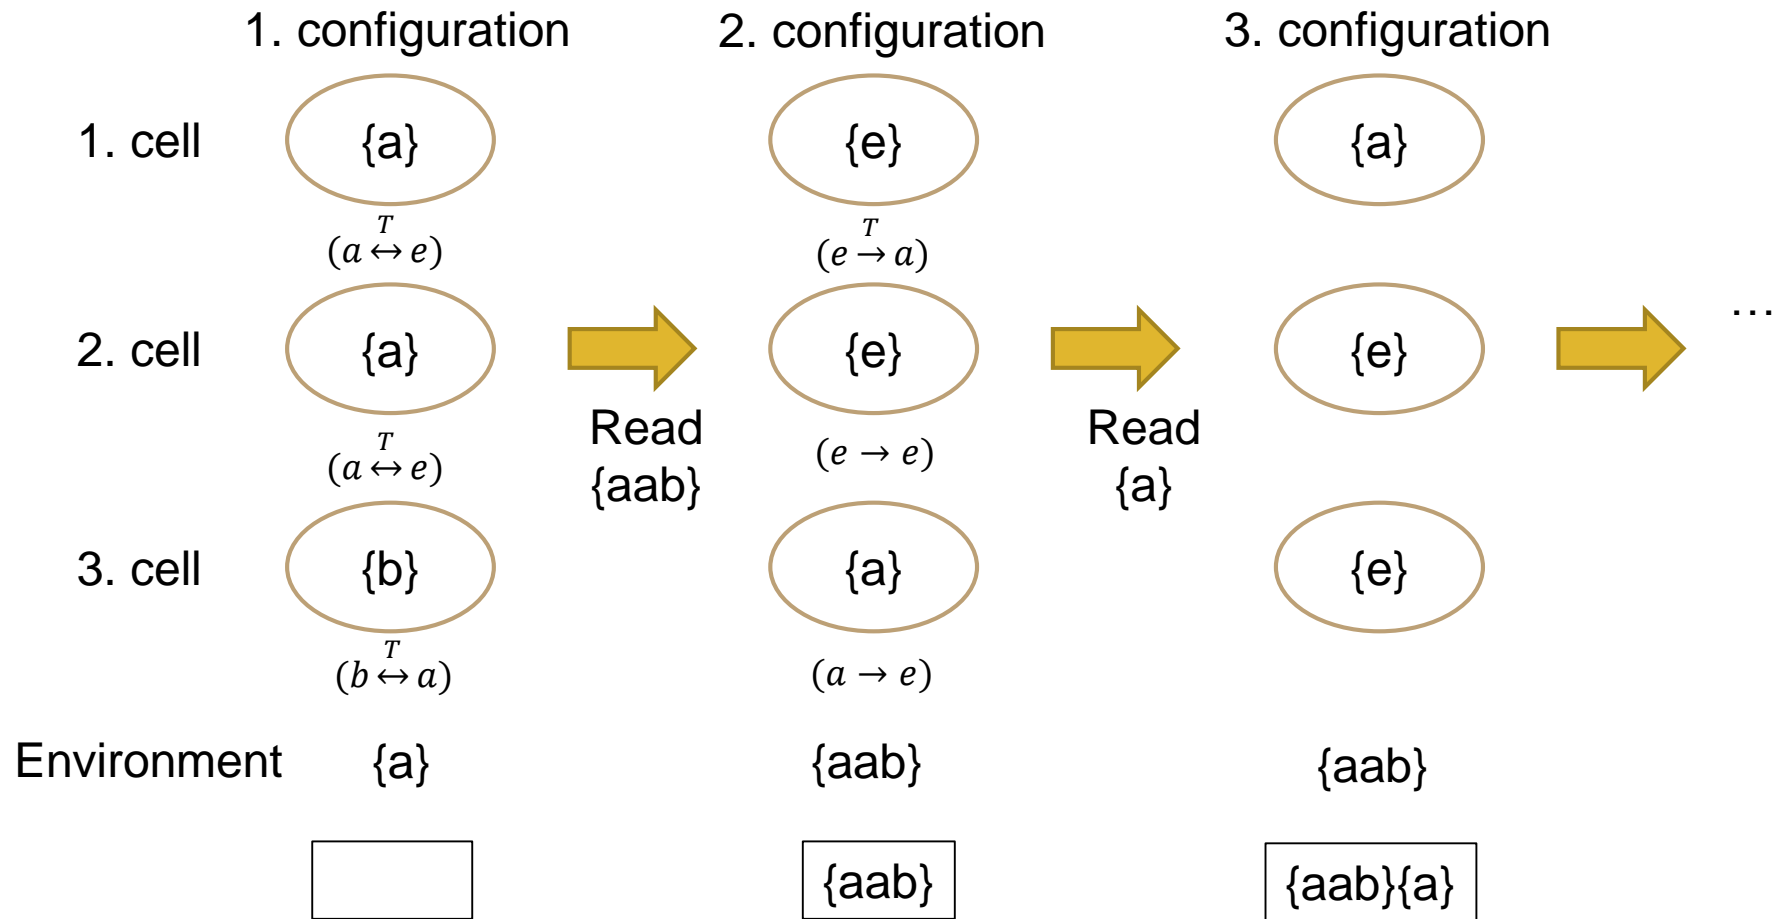 1. configuration 2. configuration 3. configuration
1. cell {a} {e} {a}
(a T↔ e) (e T→ a)
2. cell {a} {e} {e} …
(a T↔ e) Read {aab} (e → e) Read {a}
3. cell {b} {a} {e}
(b T↔ a) (a → e)
Environment {a} {aab} {aab}
{aab} {aab}{a}